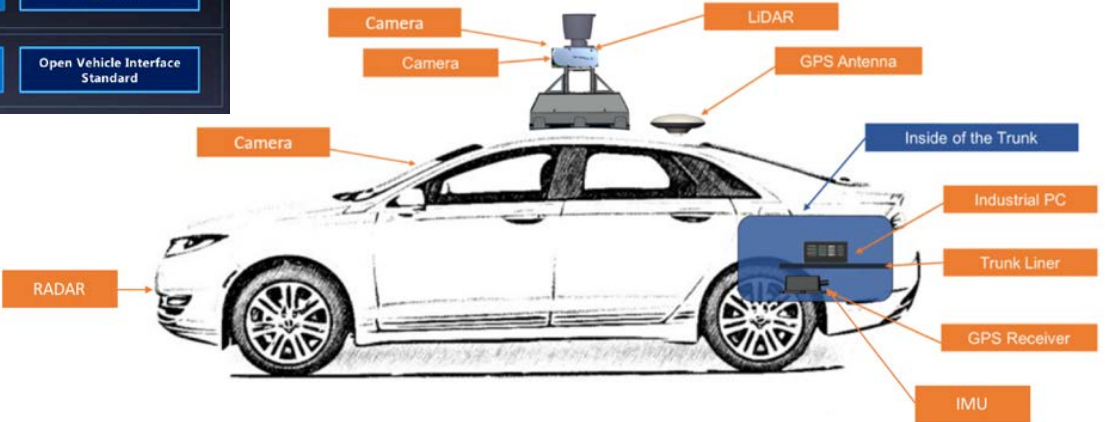 Open Vehicle Interface
Standard
Camera
LiDAR
Camera
GPS Antenna
Camera
Inside of the Trunk
Industrial PC
Trunk Liner
RADAR
GPS Receiver
IMU